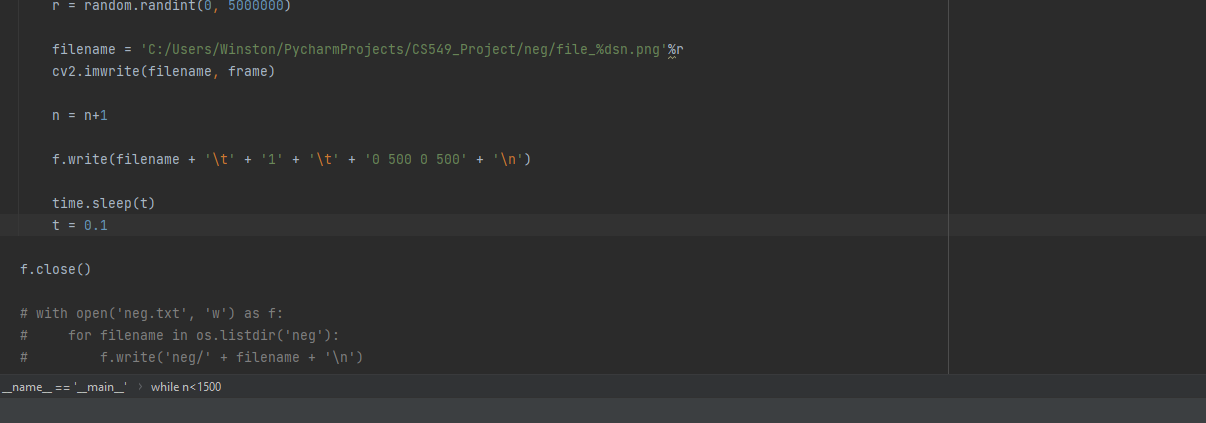 r = random.randint(0, 5000000)
filename = 'C:/Users/Winston/PycharmProjects/CS549_Project/neg/file_%dsn.png'%r
cv2.imwrite(filename, frame)
n = n+1
f.write(filename + '\t' + '1' + '\t' + '0 500 0 500' + '\n')
time.sleep(t)
t = 0.1
f.close()
# with open('neg.txt', 'w') as f:
#     for filename in os.listdir('neg'):
#         f.write('neg/' + filename + '\n')
__name__ == '__main__' › while n<1500